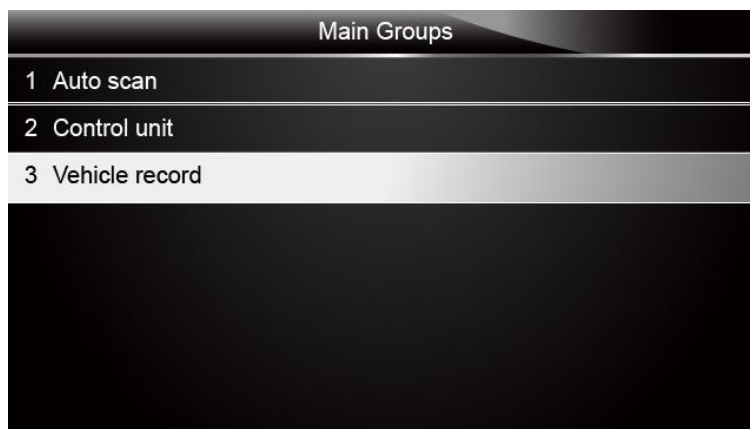 Main Groups
1 Auto scan
2 Control unit
3 Vehicle record